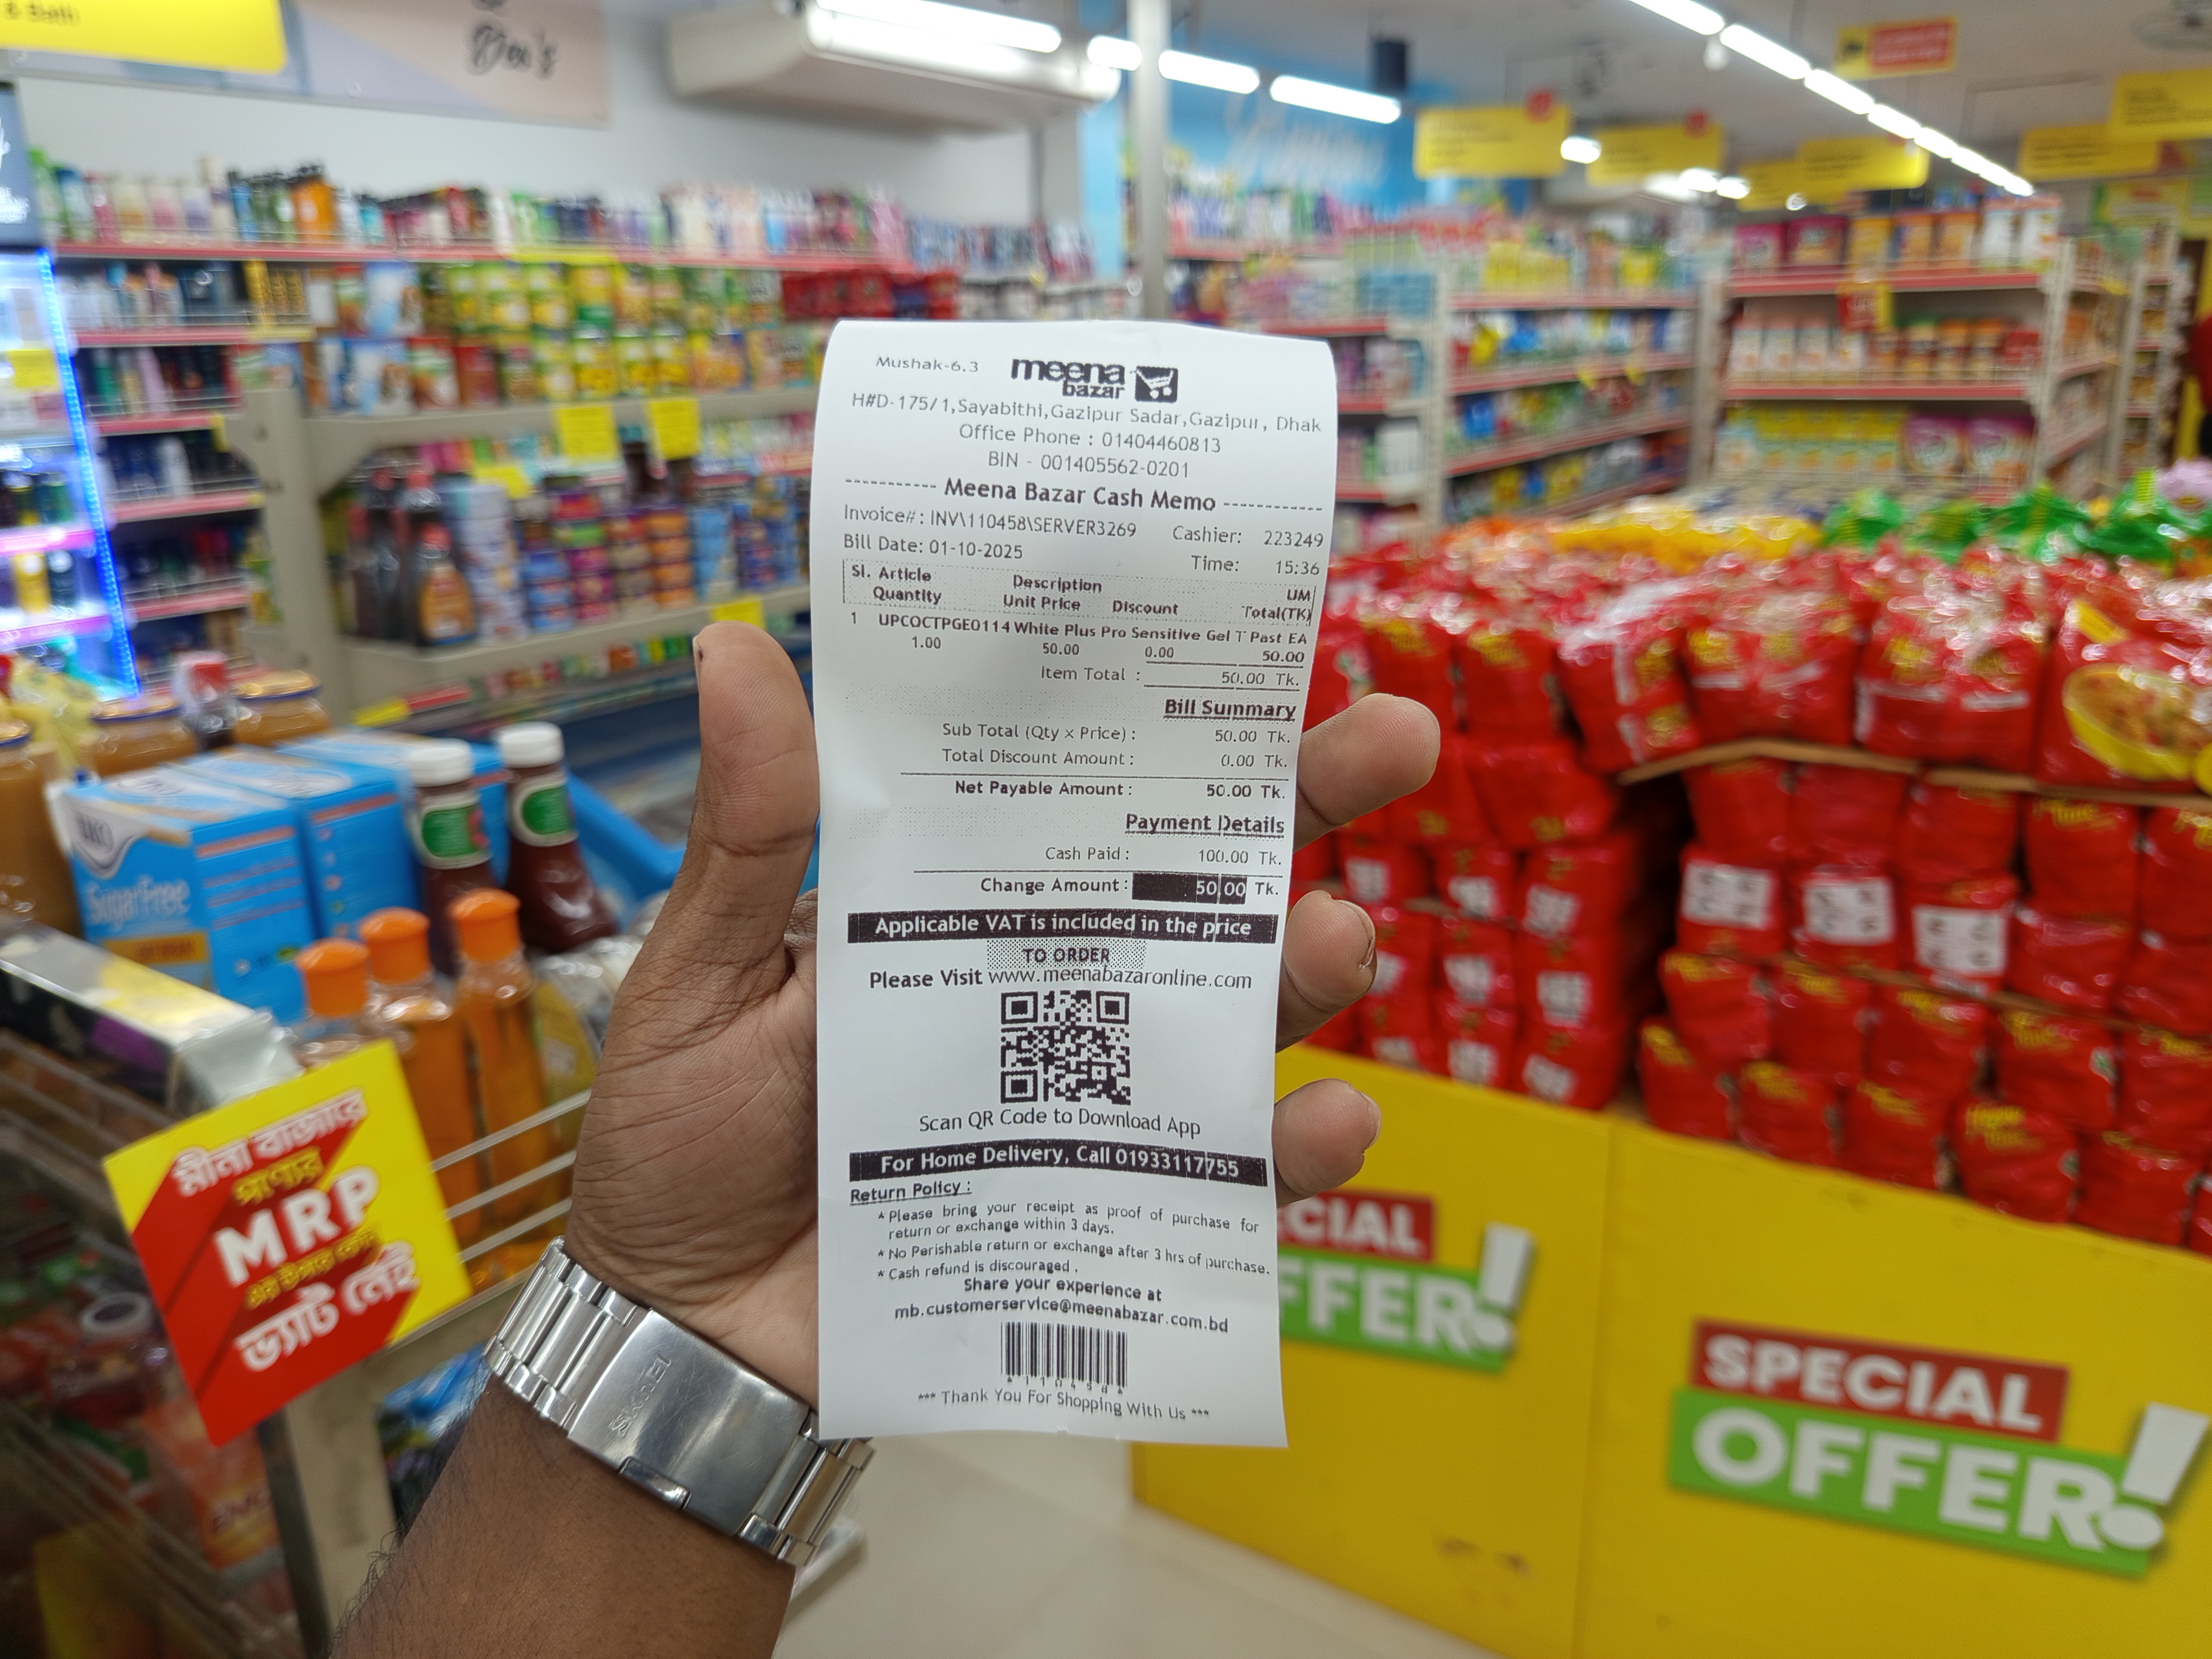 & Bath
Mushak-6.3
meena
bazar
H#D-175/1,Sayabithi,Gazipur Sadar,Gazipur, Dhak
Office Phone : 01404460813
BIN - 001405562-0201
----------- Meena Bazar Cash Memo ------------
Invoice#: INV\110458\SERVER3269 Cashier: 223249
Bill Date: 01-10-2025 Time: 15:36
Sl. Article Description UM
Quantity Unit Price Discount Total(TK)
1 UPCOCTPGE0114 White Plus Pro Sensitive Gel T Past EA
1.00 50.00 0.00 50.00
Item Total : 50.00 Tk.
Bill Summary
Sub Total (Qty x Price) : 50.00 Tk.
Total Discount Amount : 0.00 Tk.
Net Payable Amount : 50.00 Tk.
Payment Details
Cash Paid : 100.00 Tk.
Change Amount : 50.00 Tk.
Applicable VAT is included in the price
TO ORDER
Please Visit www.meenabazaronline.com
Scan QR Code to Download App
For Home Delivery, Call 01933117755
Return Policy :
* Please bring your receipt as proof of purchase for
return or exchange within 3 days.
* No Perishable return or exchange after 3 hrs of purchase.
* Cash refund is discouraged .
Share your experience at
mb.customerservice@meenabazar.com.bd
*110458*
*** Thank You For Shopping With Us ***
SugarFree
মীনা বাজারে
পণ্যের
MRP
এর উপর কোন
ভ্যাট নেই
SPECIAL
OFFER!